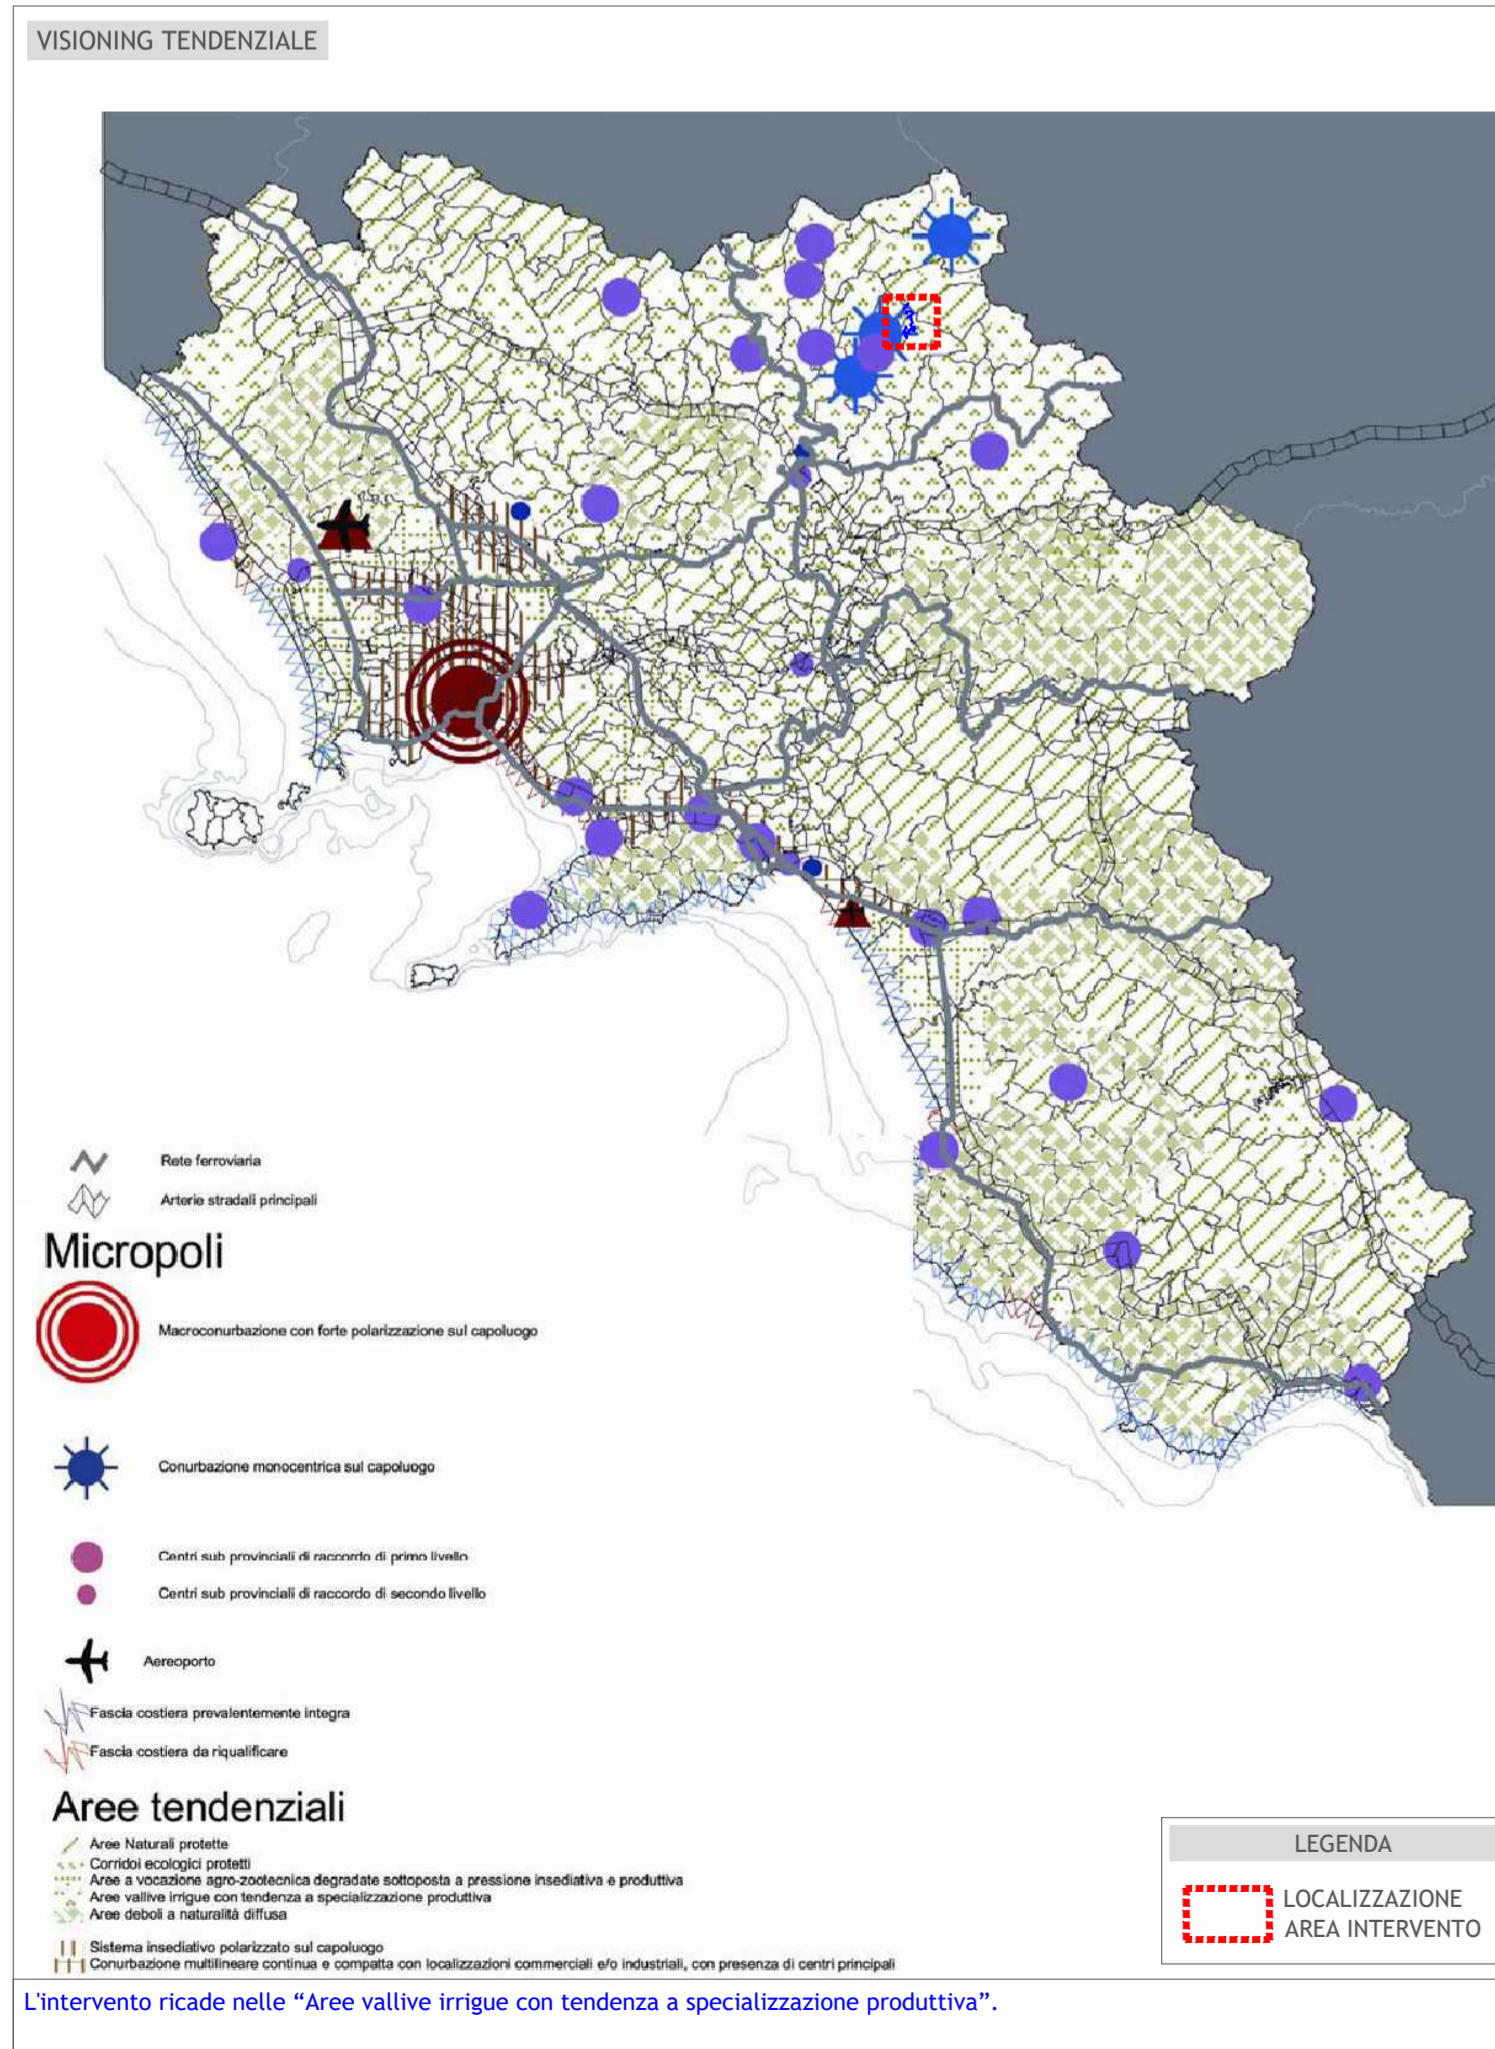 VISIONING TENDENZIALE
Rete ferroviaria
Arterie stradali principali
Micropoli
Macroconurbazione con forte polarizzazione sul capoluogo
Conurbazione monocentrica sul capoluogo
Centri sub provinciali di raccordo di primo livello
Centri sub provinciali di raccordo di secondo livello
Aereoporto
Fascia costiera prevalentemente integra
Fascia costiera da riqualificare
Aree tendenziali
Aree Naturali protette
Corridoi ecologici protetti
Aree a vocazione agro-zootecnica degradate sottoposta a pressione insediativa e produttiva
Aree vallive irrigue con tendenza a specializzazione produttiva
Aree deboli a naturalità diffusa
Sistema insediativo polarizzato sul capoluogo
Conurbazione multilineare continua e compatta con localizzazioni commerciali e/o industriali, con presenza di centri principali
LEGENDA
LOCALIZZAZIONE
AREA INTERVENTO
L'intervento ricade nelle “Aree vallive irrigue con tendenza a specializzazione produttiva”.